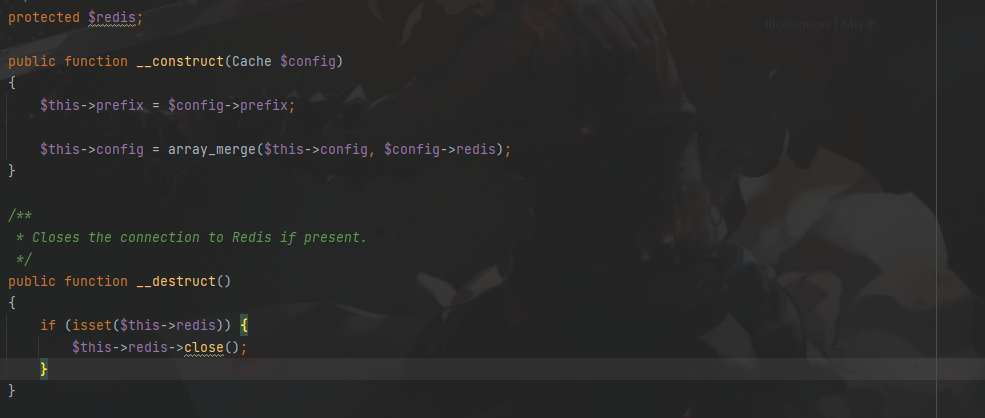 Illustration | Miv4t
protected $redis;
public function __construct(Cache $config)
{
$this->prefix = $config->prefix;
$this->config = array_merge($this->config, $config->redis);
}
/**
* Closes the connection to Redis if present.
*/
public function __destruct()
{
if (isset($this->redis)) {
$this->redis->close();
}
}